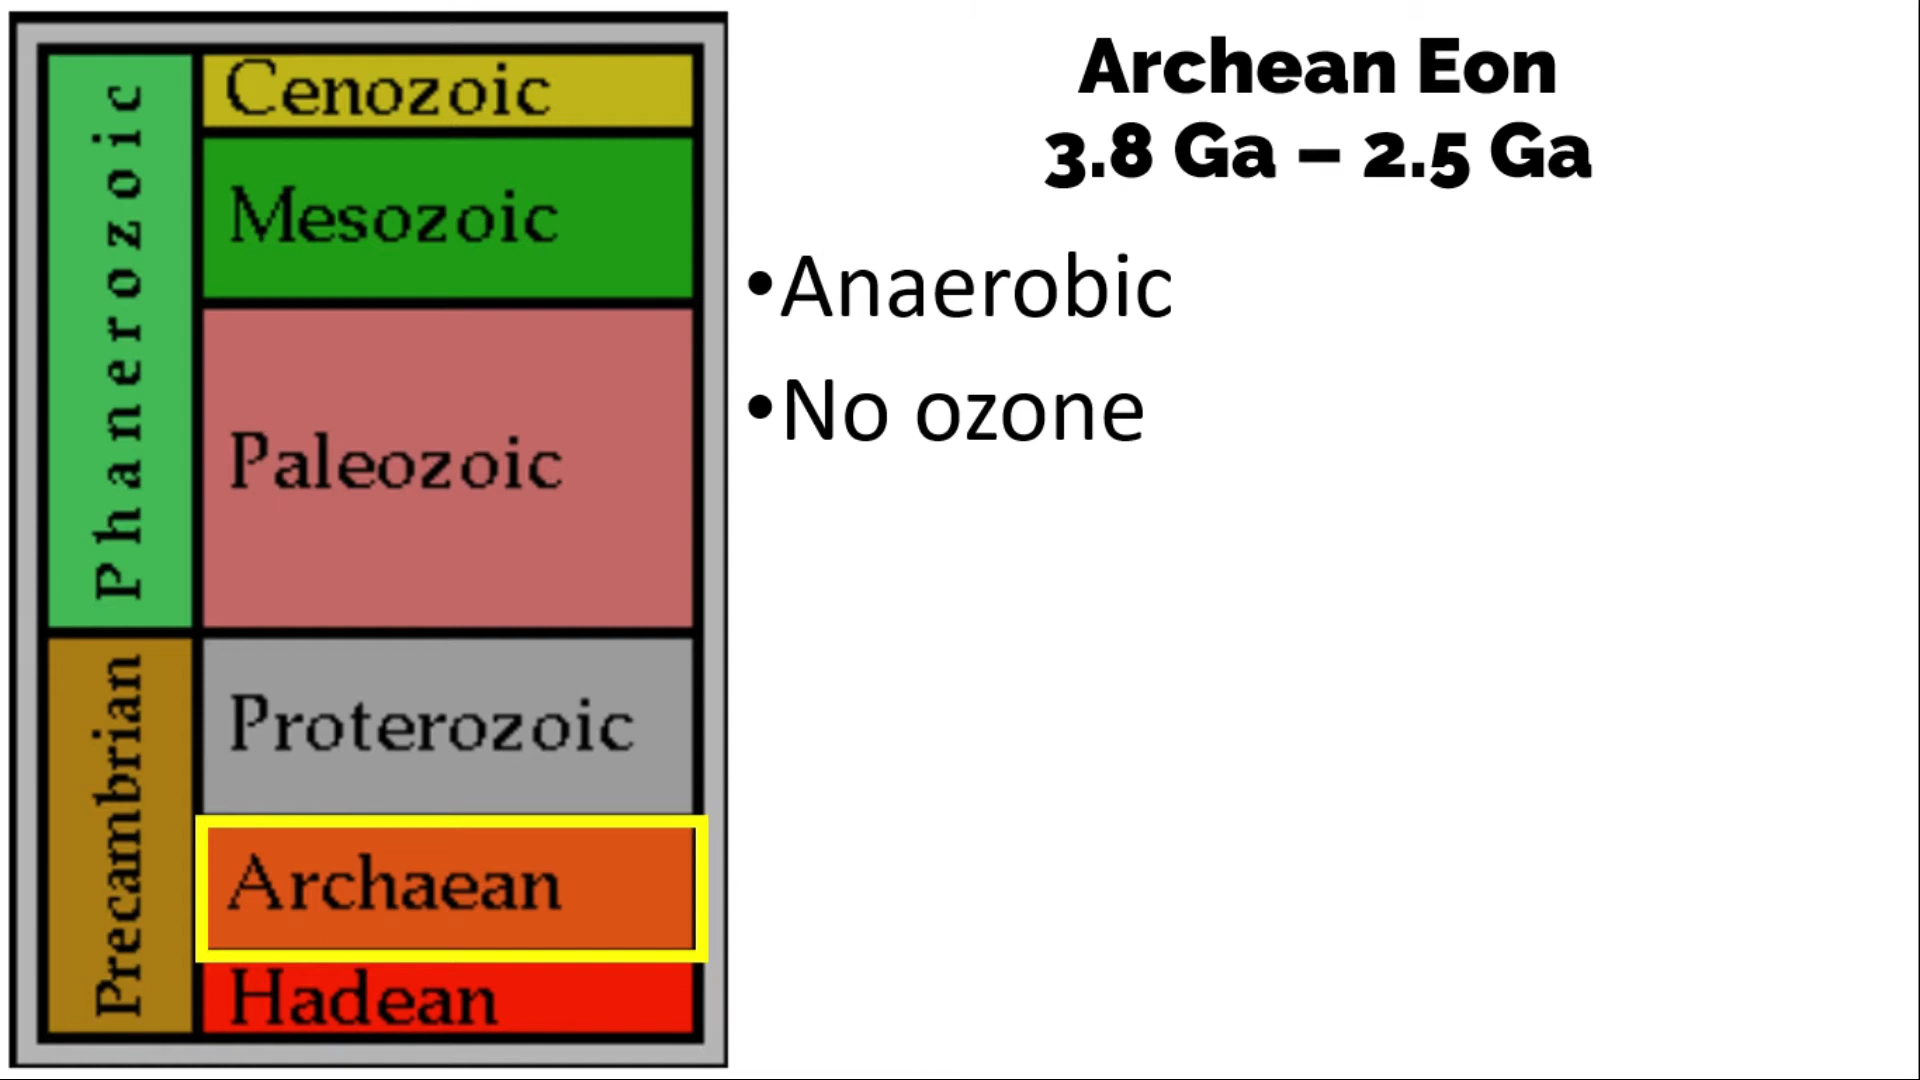 Phanerozoic
Cenozoic
Mesozoic
Paleozoic
Precambrian
Proterozoic
Archaean
Hadean
Archean Eon
3.8 Ga – 2.5 Ga
•Anaerobic
•No ozone